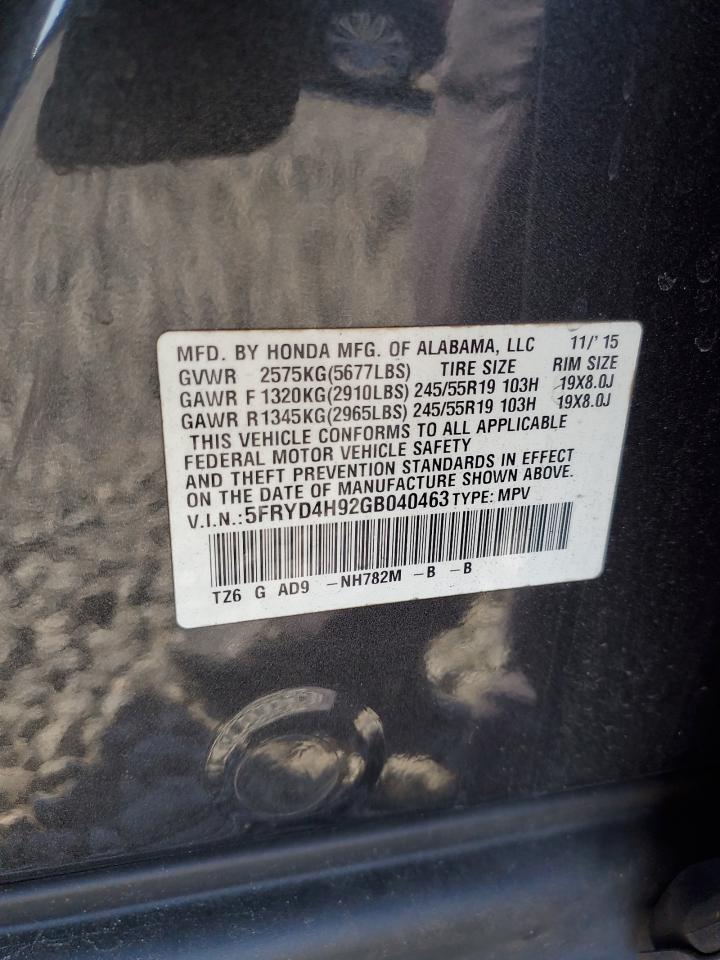 MFD. BY HONDA MFG. OF ALABAMA, LLC 11/'15
GVWR 2575KG(5677LBS) TIRE SIZE RIM SIZE
GAWR F 1320KG(2910LBS) 245/55R19 103H 19X8.0J
GAWR R1345KG(2965LBS) 245/55R19 103H 19X8.0J
THIS VEHICLE CONFORMS TO ALL APPLICABLE
FEDERAL MOTOR VEHICLE SAFETY
AND THEFT PREVENTION STANDARDS IN EFFECT
ON THE DATE OF MANUFACTURE SHOWN ABOVE.
V.I.N.:5FRYD4H92GB040463 TYPE: MPV
TZ6 G AD9 -NH782M -B -B